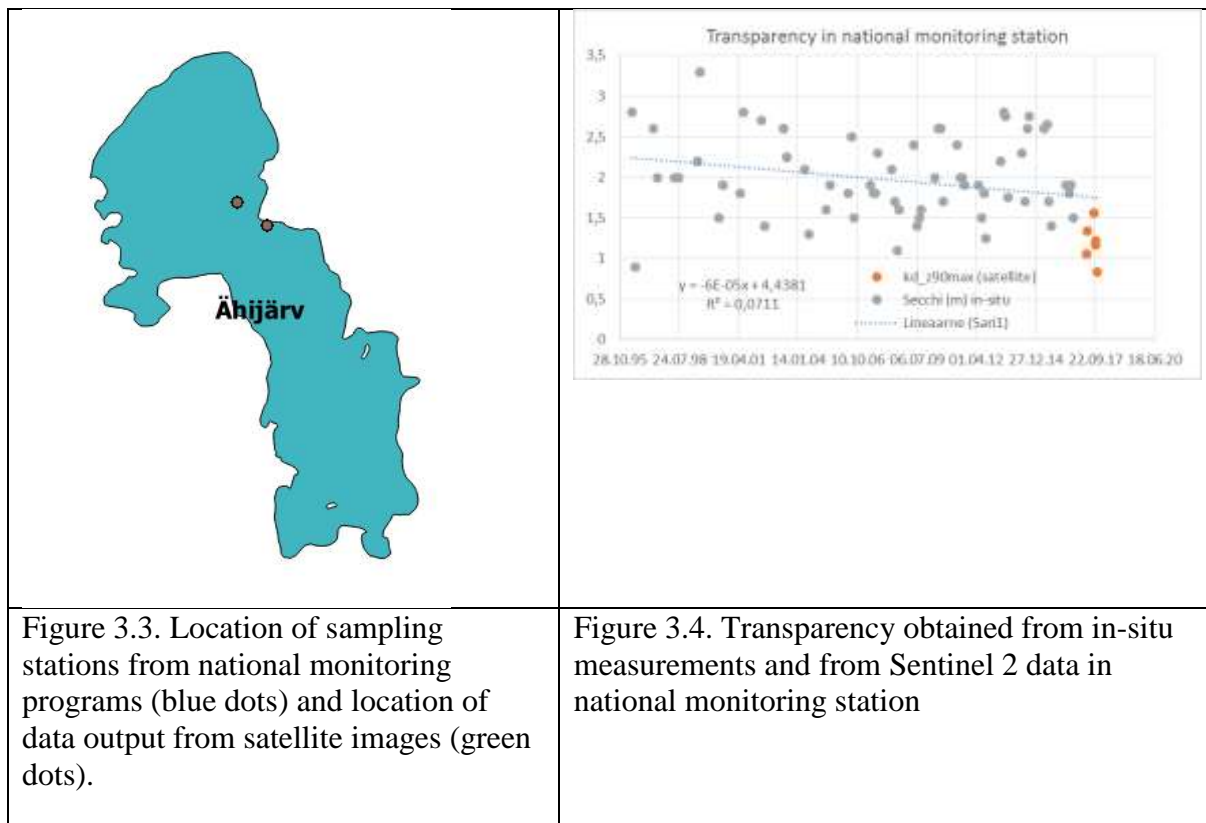 Ähijärv
Transparency in national monitoring station
3,5
3
2,5
2
1,5
1
0,5
0
y = -6E-05x + 4,4381
R² = 0,0711
kd_z90max (satellite)
Secchi (m) in-situ
Lineaarne (Sari1)
28.10.95 24.07.98 19.04.01 14.01.04 10.10.06 06.07.09 01.04.12 27.12.14 22.09.17 18.06.20
Figure 3.3. Location of sampling
stations from national monitoring
programs (blue dots) and location of
data output from satellite images (green
dots).
Figure 3.4. Transparency obtained from in-situ
measurements and from Sentinel 2 data in
national monitoring station